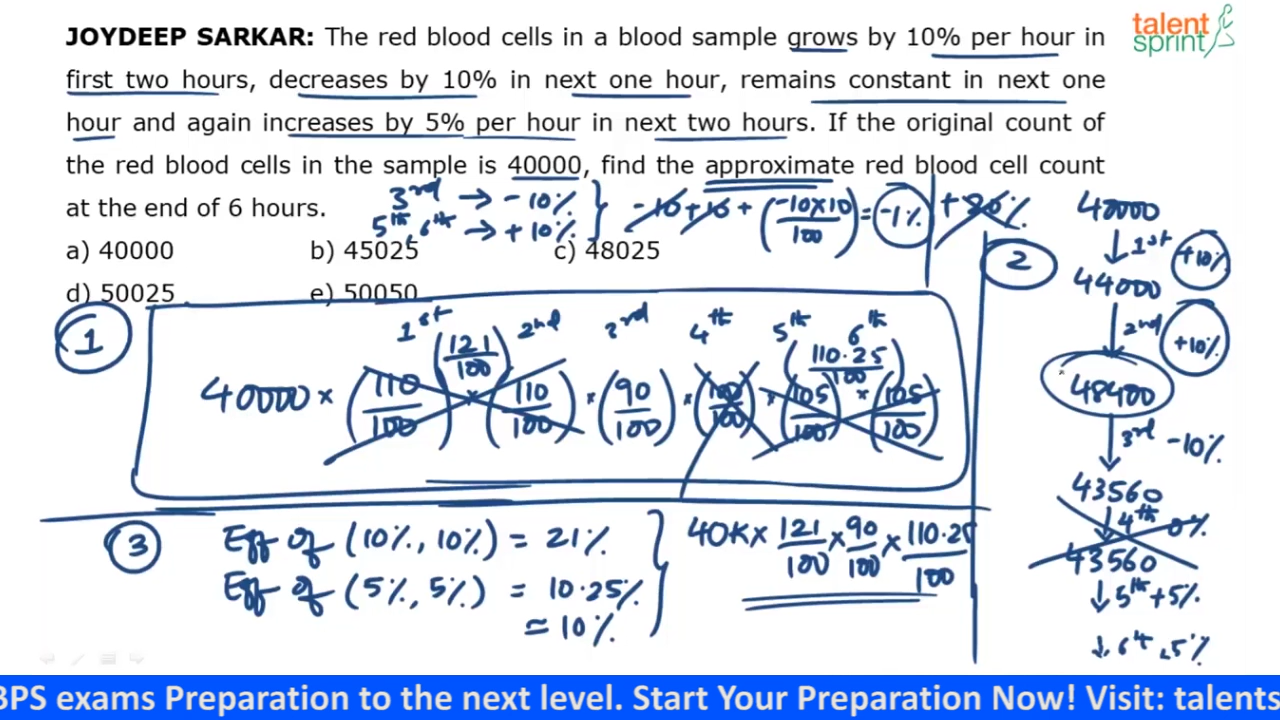 JOYDEEP SARKAR: The red blood cells in a blood sample grows by 10% per hour in
first two hours, decreases by 10% in next one hour, remains constant in next one
hour and again increases by 5% per hour in next two hours. If the original count of
the red blood cells in the sample is 40000, find the approximate red blood cell count
at the end of 6 hours.
talent
sprint
3rd → -10%
5th, 6th → +10%
-10+10 + (-10×10/100) = -1% + 20%
a) 40000 b) 45025 c) 48025
d) 50025 e) 50050
1
1st 2nd 3rd 4th 5th 6th
(121/100) (110.25/100)
40000 × (110/100) × (110/100) × (90/100) × (100/100) × (105/100) × (105/100)
2
40000
↓ 1st +10%
44000
↓ 2nd +10%
48400
↓ 3rd -10%
43560
↓ 4th 0%
43560
↓ 5th +5%
↓ 6th, 5%
3
Eff of (10%, 10%) = 21%
Eff of (5%, 5%) = 10.25%
≃ 10%
40K × 121/100 × 90/100 × 110.25/100
BPS exams Preparation to the next level. Start Your Preparation Now! Visit: talents